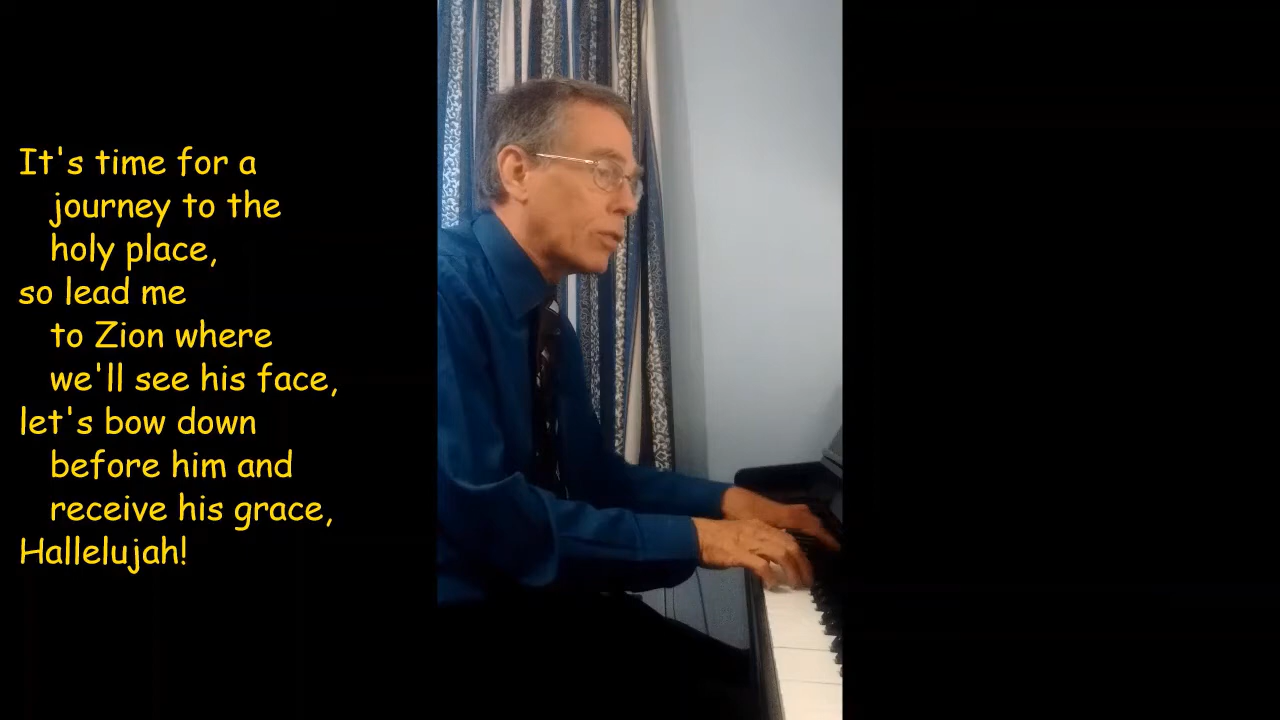 It's time for a
journey to the
holy place,
so lead me
to Zion where
we'll see his face,
let's bow down
before him and
receive his grace,
Hallelujah!